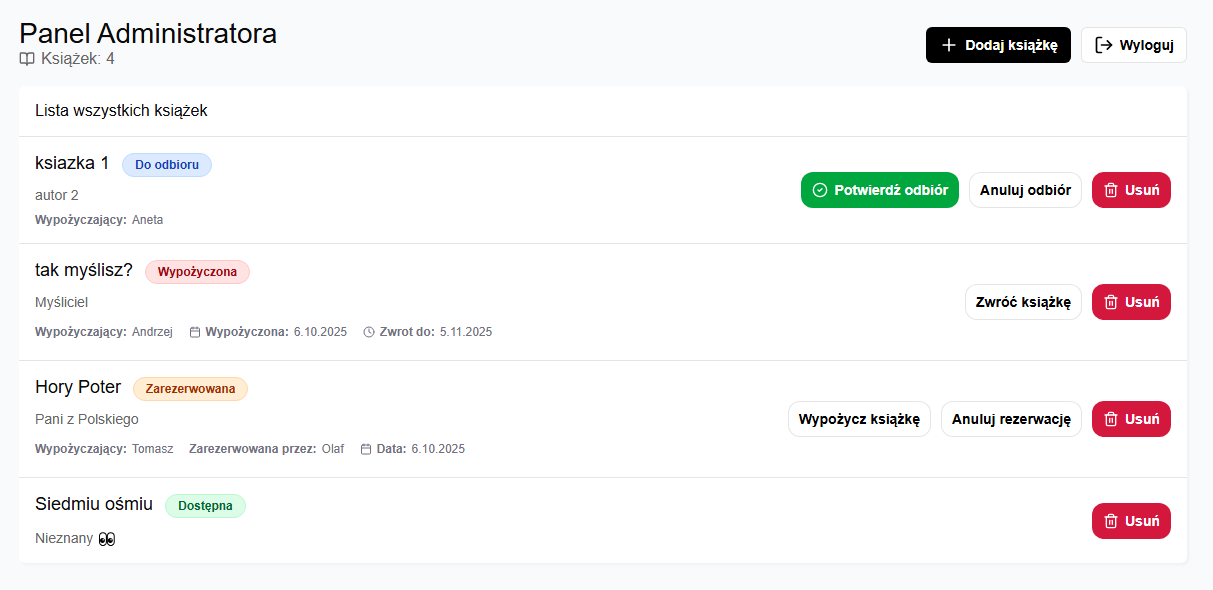 Panel Administratora
Książek: 4
Dodaj książkę
Wyloguj
Lista wszystkich książek
ksiazka 1 Do odbioru
autor 2
Wypożyczający: Aneta
Potwierdź odbiór Anuluj odbiór Usuń
tak myślisz? Wypożyczona
Myśliciel
Wypożyczający: Andrzej Wypożyczona: 6.10.2025 Zwrot do: 5.11.2025
Zwróć książkę Usuń
Hory Poter Zarezerwowana
Pani z Polskiego
Wypożyczający: Tomasz Zarezerwowana przez: Olaf Data: 6.10.2025
Wypożycz książkę Anuluj rezerwację Usuń
Siedmiu ośmiu Dostępna
Nieznany 👀
Usuń